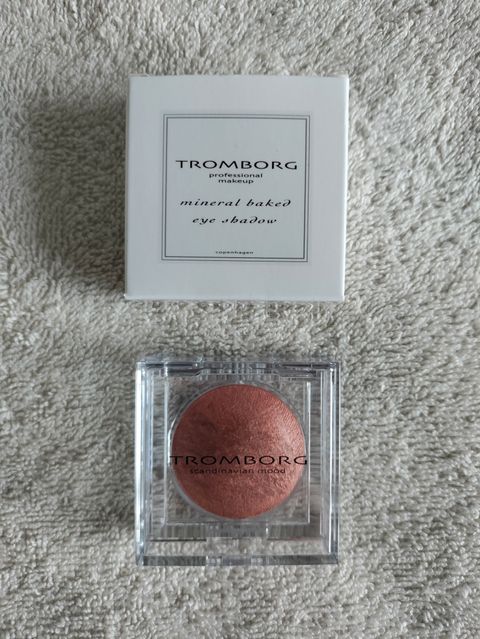 TROMBORG
professional
makeup
mineral baked
eye shadow
copenhagen
TROMBORG
scandinavian mood